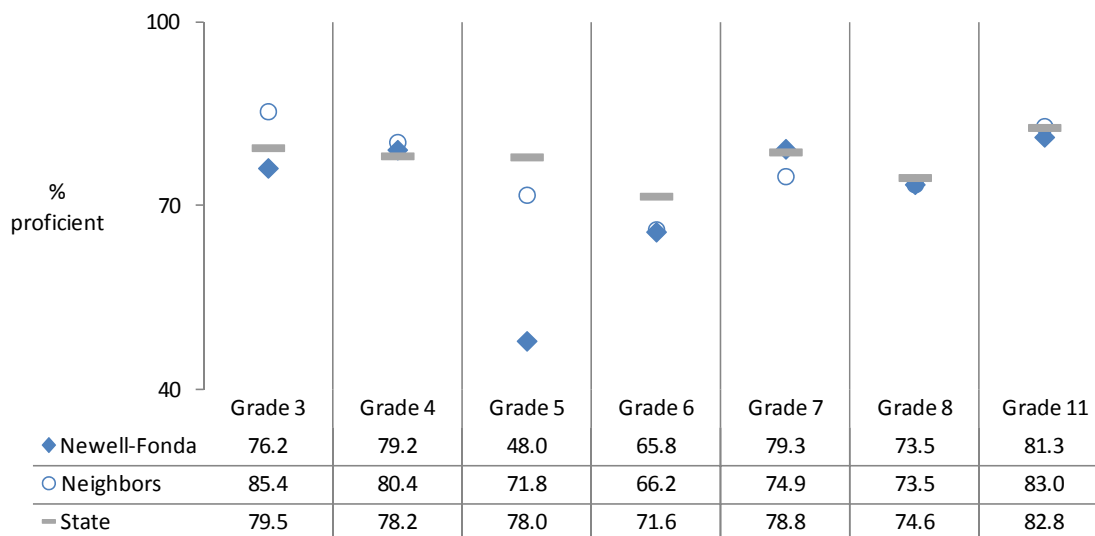 100
%
proficient
70
40
Grade 3 Grade 4 Grade 5 Grade 6 Grade 7 Grade 8 Grade 11
Newell-Fonda 76.2 79.2 48.0 65.8 79.3 73.5 81.3
Neighbors 85.4 80.4 71.8 66.2 74.9 73.5 83.0
State 79.5 78.2 78.0 71.6 78.8 74.6 82.8